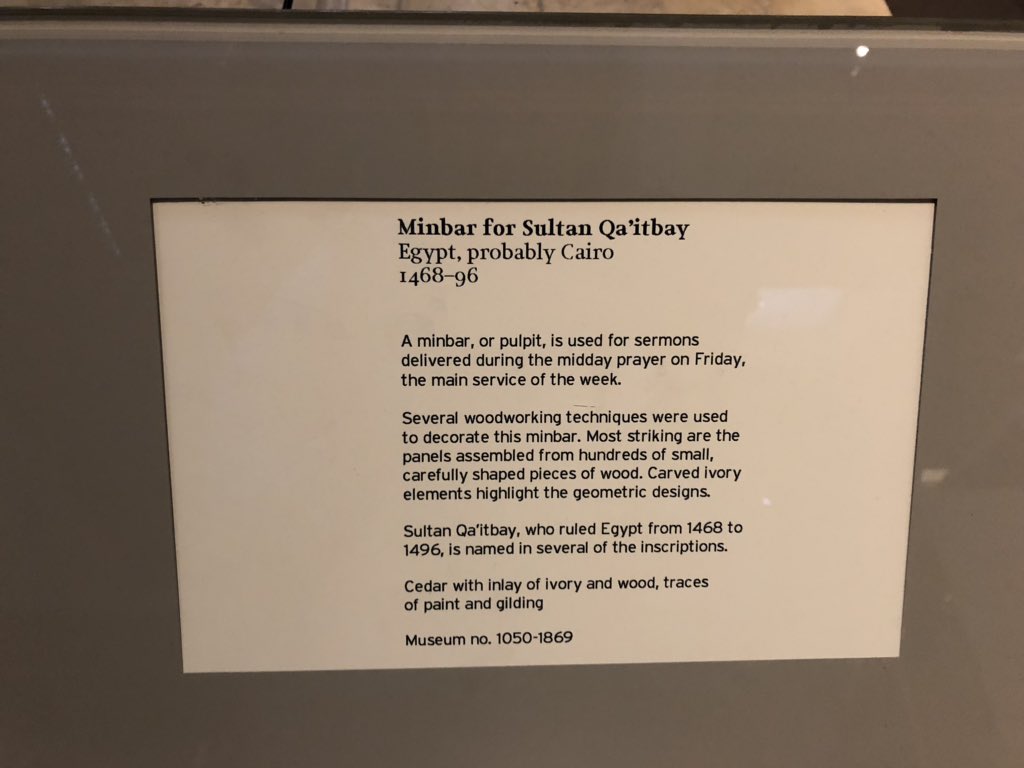 Minbar for Sultan Qa’itbay
Egypt, probably Cairo
1468–96
A minbar, or pulpit, is used for sermons
delivered during the midday prayer on Friday,
the main service of the week.
Several woodworking techniques were used
to decorate this minbar. Most striking are the
panels assembled from hundreds of small,
carefully shaped pieces of wood. Carved ivory
elements highlight the geometric designs.
Sultan Qa’itbay, who ruled Egypt from 1468 to
1496, is named in several of the inscriptions.
Cedar with inlay of ivory and wood, traces
of paint and gilding
Museum no. 1050-1869